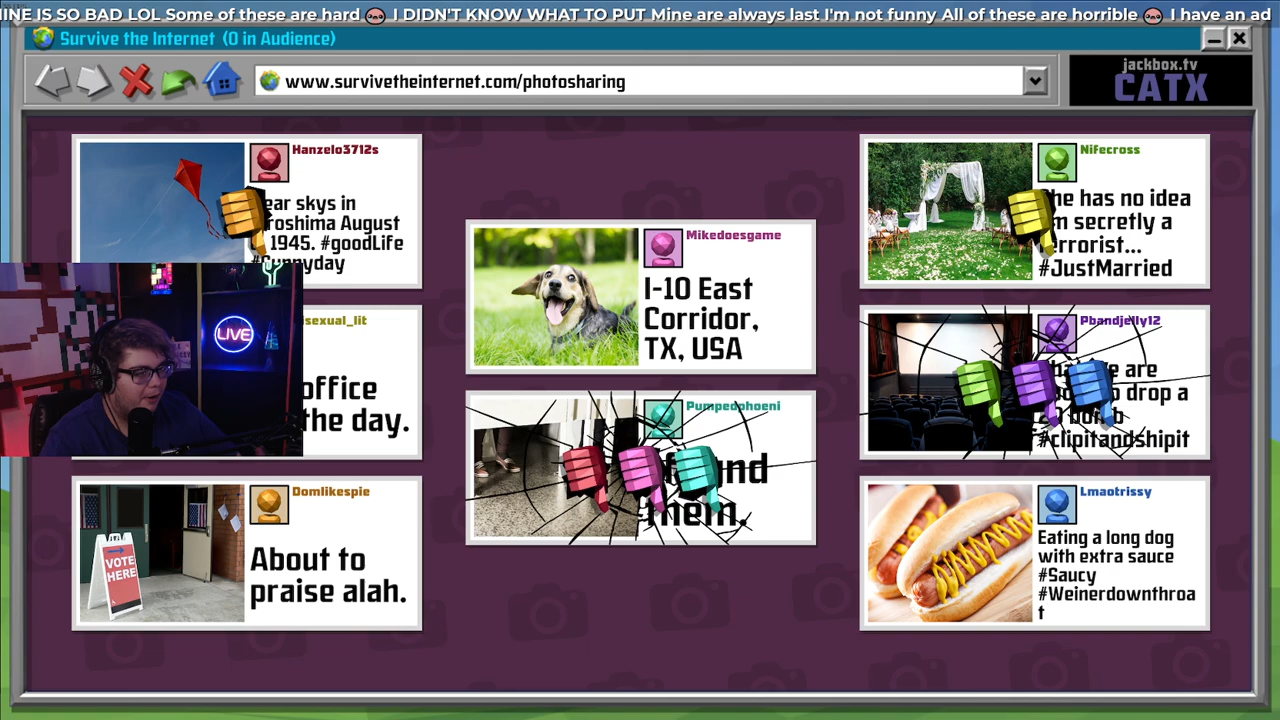 INE IS SO BAD LOL Some of these are hard I DIDN'T KNOW WHAT TO PUT Mine are always last I'm not funny All of these are horrible I have an ad
Survive the Internet (0 in Audience)
www.survivetheinternet.com/photosharing
jackbox.tv
CATX
Hanzelo3712s
ear skys in
roshima August
1945. #goodLife
#Sunnyday
isexual_lit
office
the day.
Domlikespie
About to
praise alah.
VOTE
HERE
Mikedoesgame
I-10 East
Corridor,
TX, USA
Pumpedphoeni
them.
Nifecross
he has no idea
m secretly a
errorist...
#JustMarried
Pbandjelly12
are
drop a
bomb
#clipitandshipit
Lmaotrissy
Eating a long dog
with extra sauce
#Saucy
#Weinerdownthroa
t
LIVE